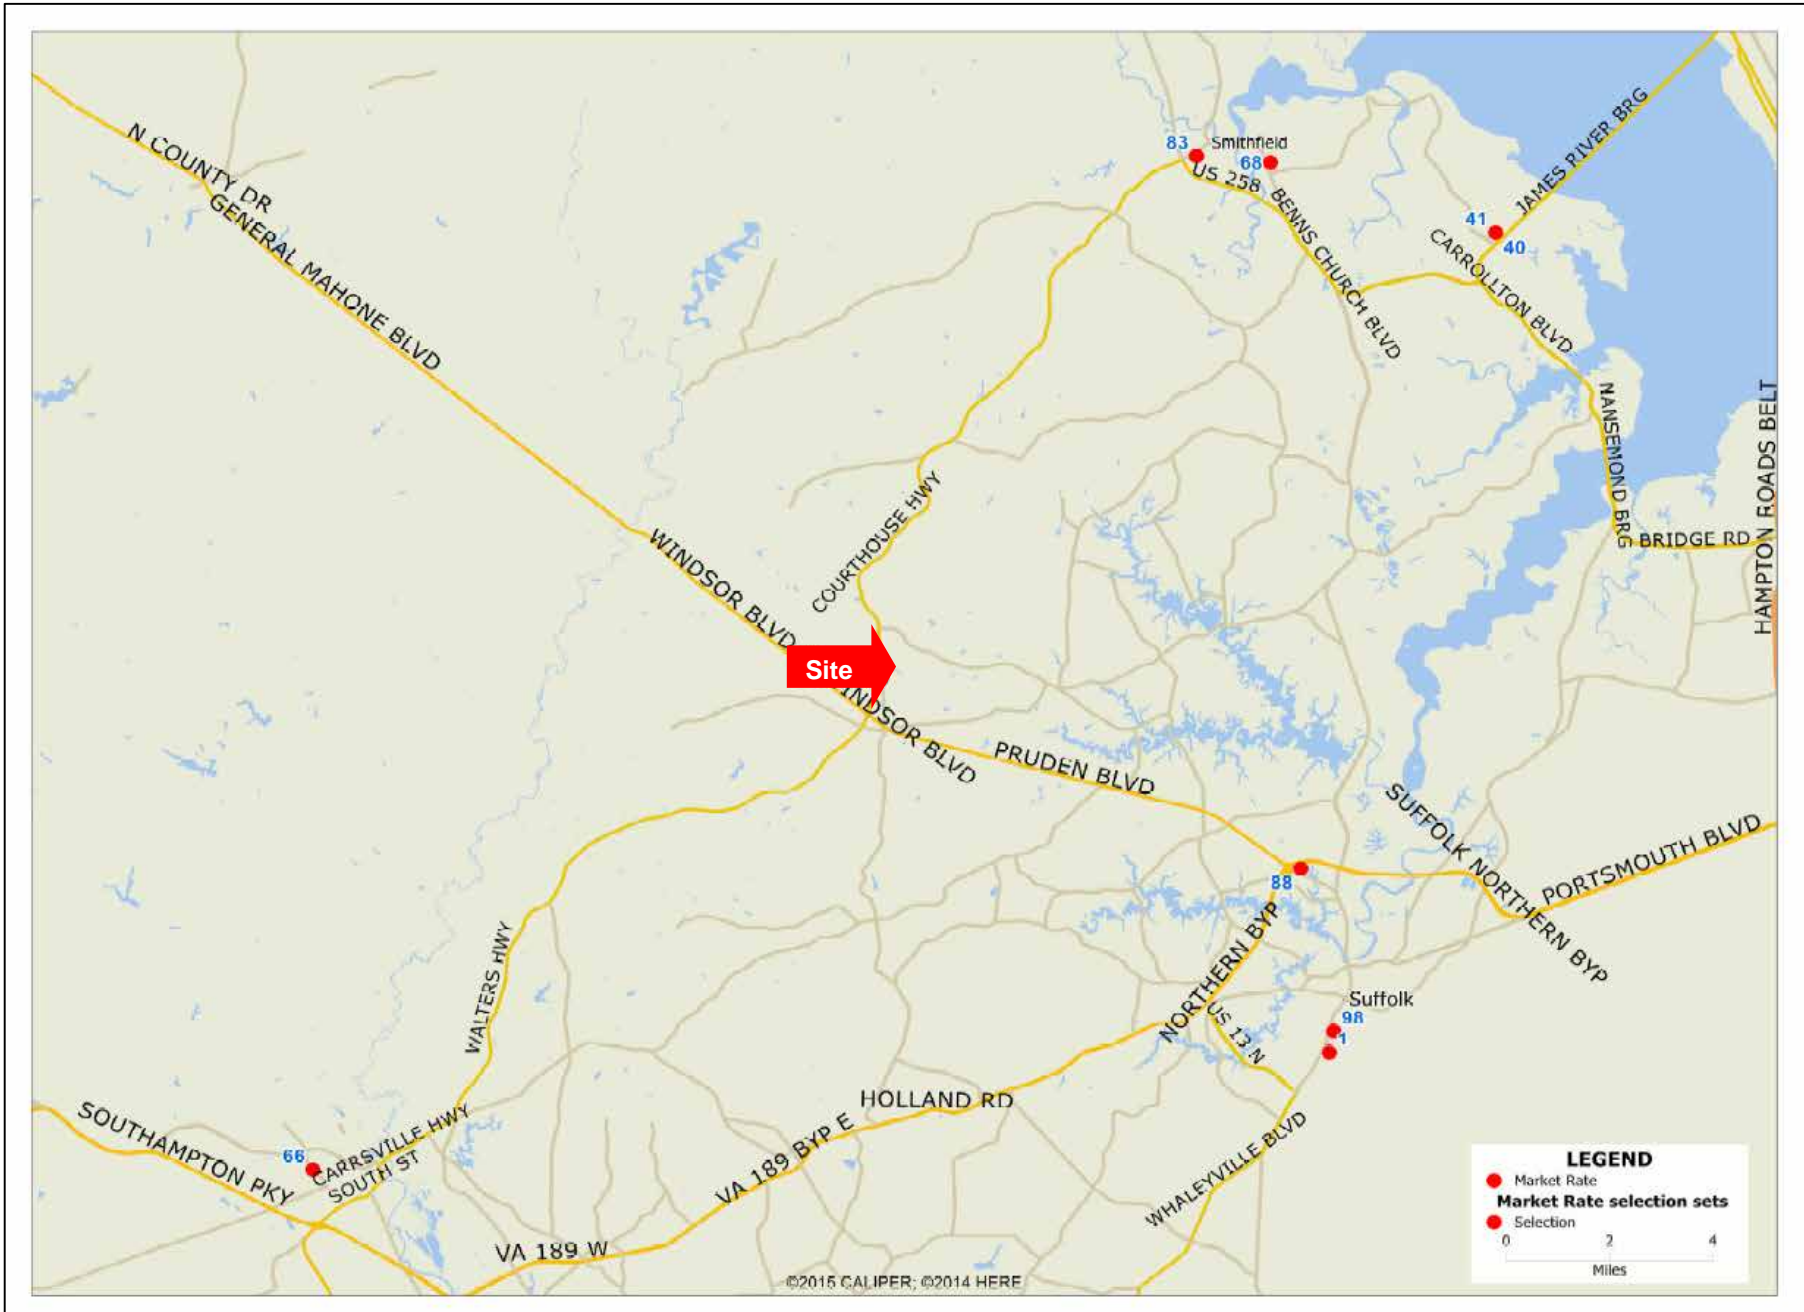 83
Smithfield
68
US 258
N COUNTY DR
GENERAL MAHONE BLVD
JAMES RIVER BRG
BENNS CHURCH BLVD
41
40
CARROLLTON BLVD
NANSEMOND BRG
HAMPTON ROADS BELT
BRIDGE RD
COURTHOUSE HWY
WINDSOR BLVD
Site
INDSOR BLVD
PRUDEN BLVD
SUFFOLK NORTHERN BYP
PORTSMOUTH BLVD
88
NORTHERN BYP
WALTERS HWY
Suffolk
98
1
US 13 N
HOLLAND RD
VA 189 BYP E
WHALEYVILLE BLVD
SOUTHAMPTON PKY
66
CARRSVILLE HWY
SOUTH ST
VA 189 W
LEGEND
Market Rate
Market Rate selection sets
Selection
0 2 4
Miles
©2015 CALIPER; ©2014 HERE